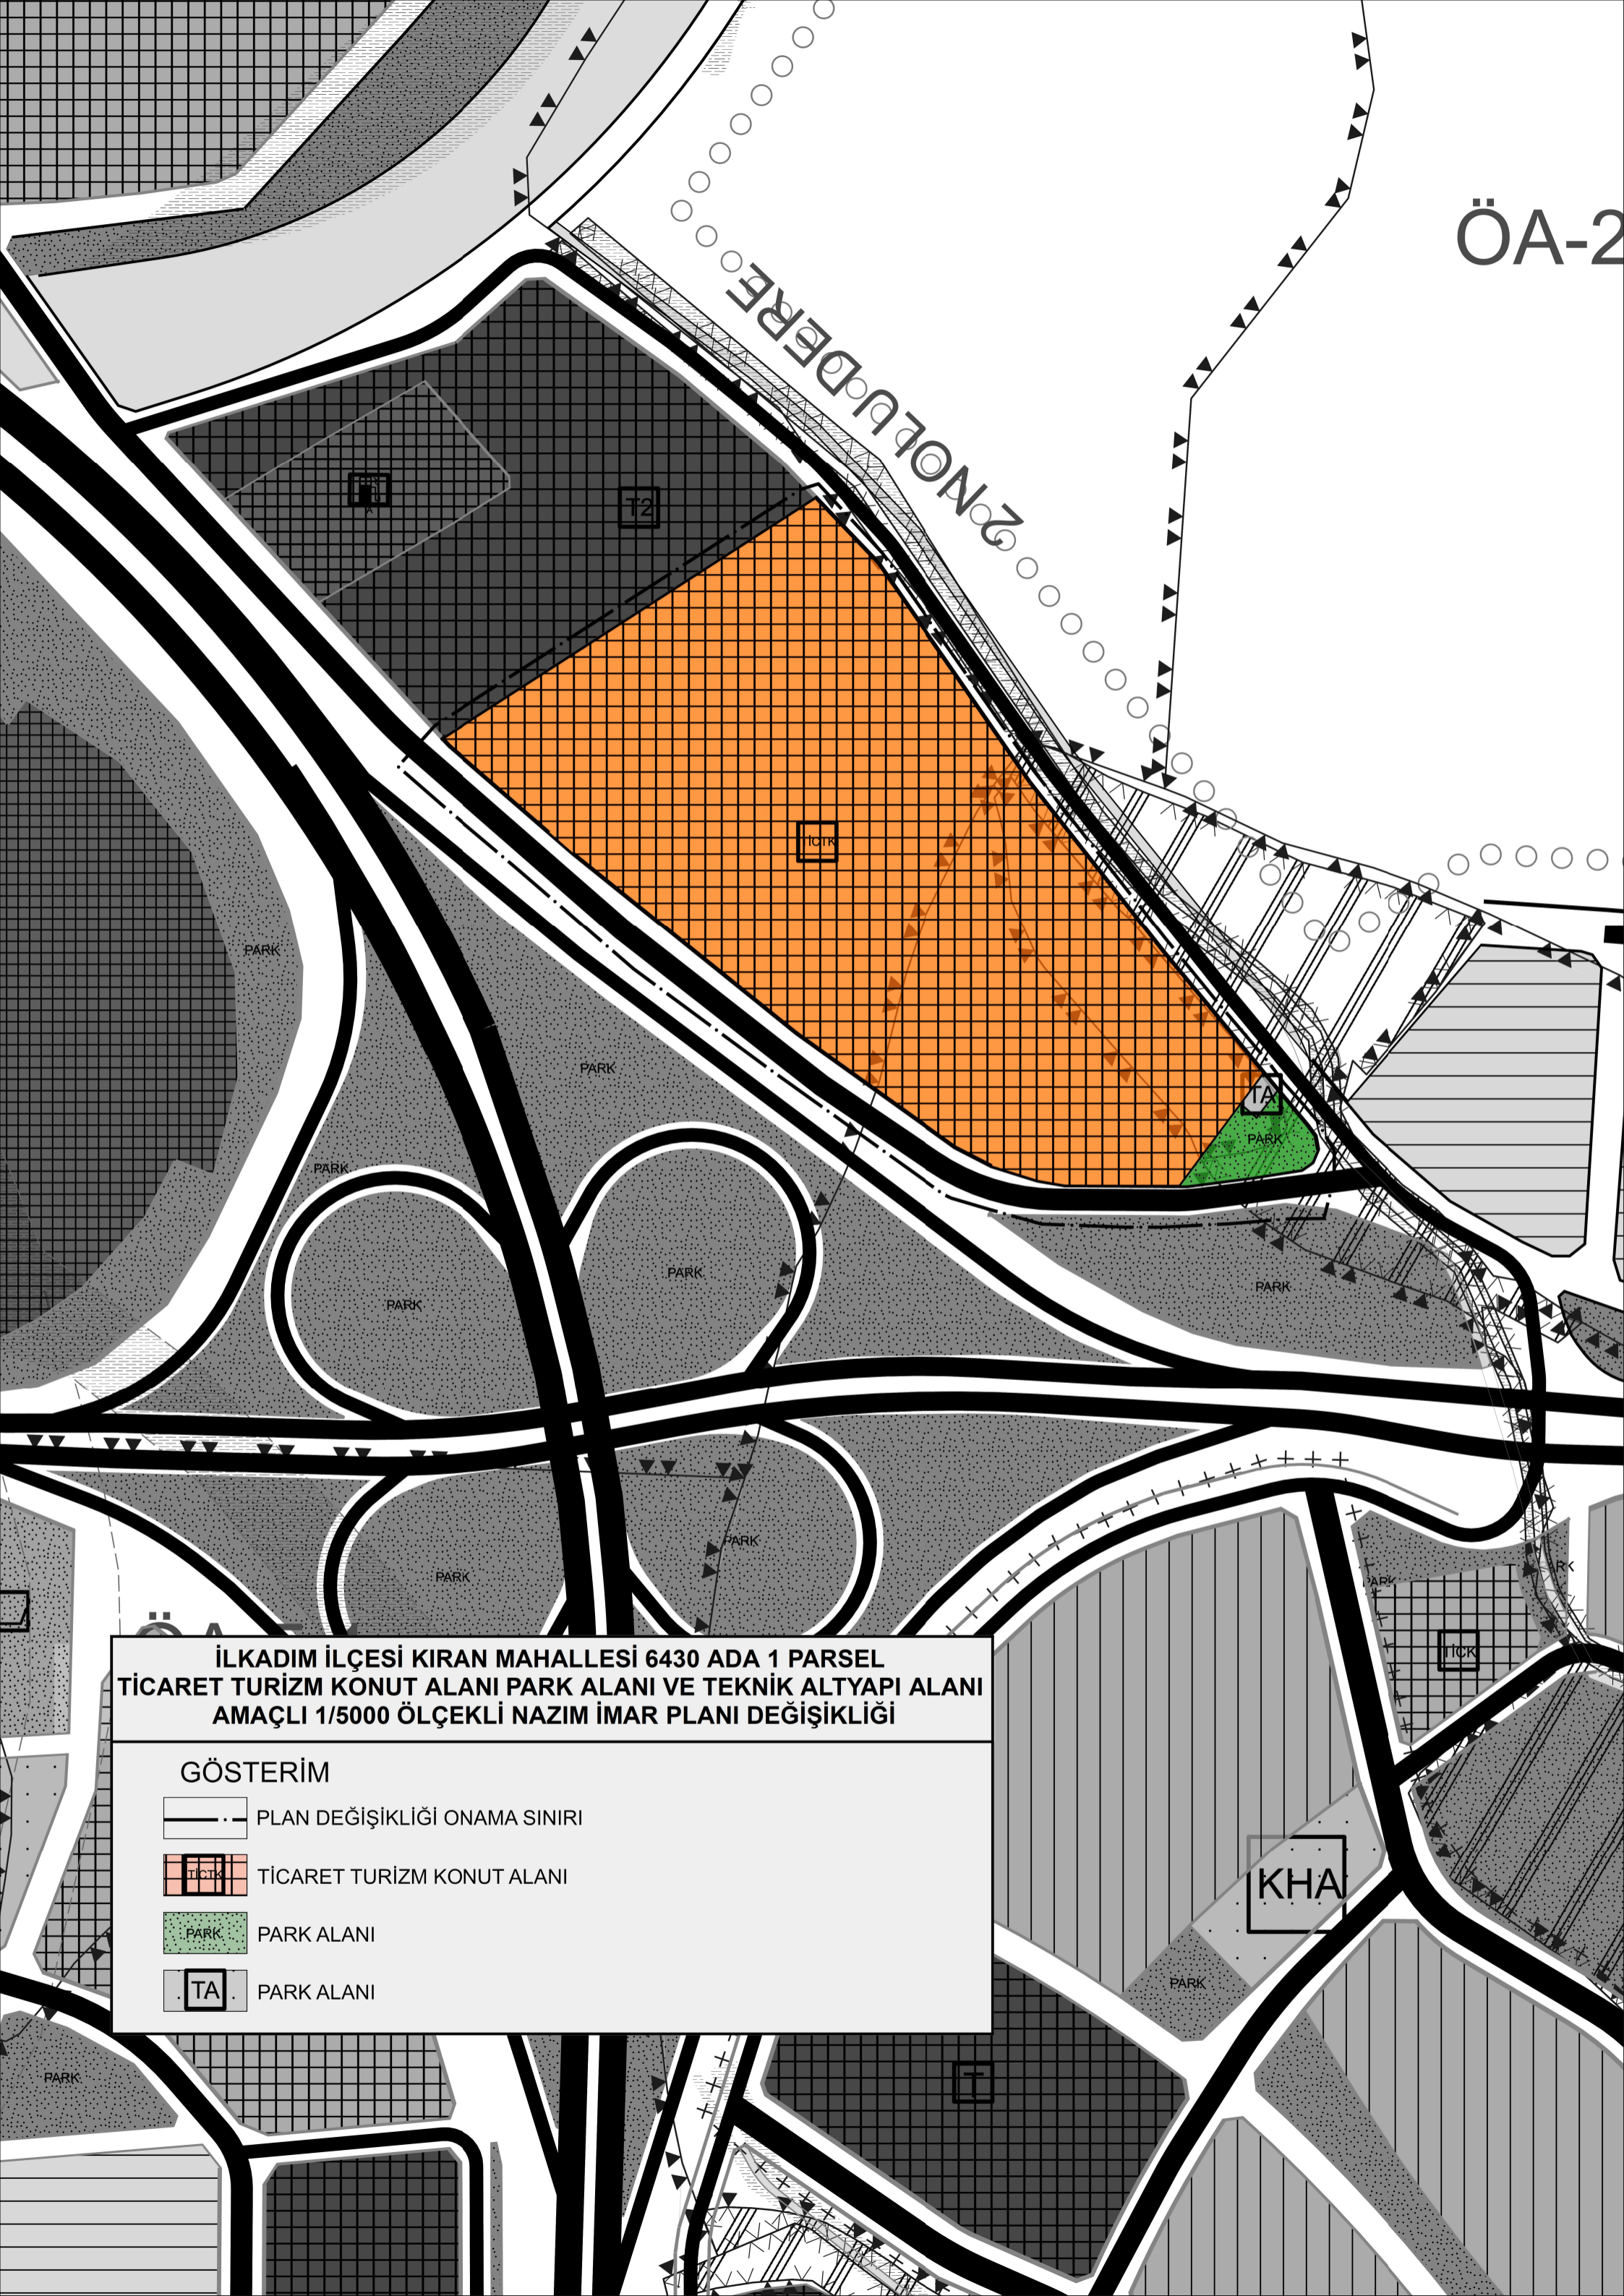 ÖA-2
2 NOLU DERE
A
T2
TİCTK
PARK
PARK
TA
PARK
PARK
PARK
PARK
PARK
PARK
PARK
PARK
RK
TİCK
İLKADIM İLÇESİ KIRAN MAHALLESİ 6430 ADA 1 PARSEL
TİCARET TURİZM KONUT ALANI PARK ALANI VE TEKNİK ALTYAPI ALANI
AMAÇLI 1/5000 ÖLÇEKLİ NAZIM İMAR PLANI DEĞİŞİKLİĞİ
GÖSTERİM
PLAN DEĞİŞİKLİĞİ ONAMA SINIRI
TİCTK
TİCARET TURİZM KONUT ALANI
PARK
PARK ALANI
TA
PARK ALANI
KHA
PARK
T
PARK